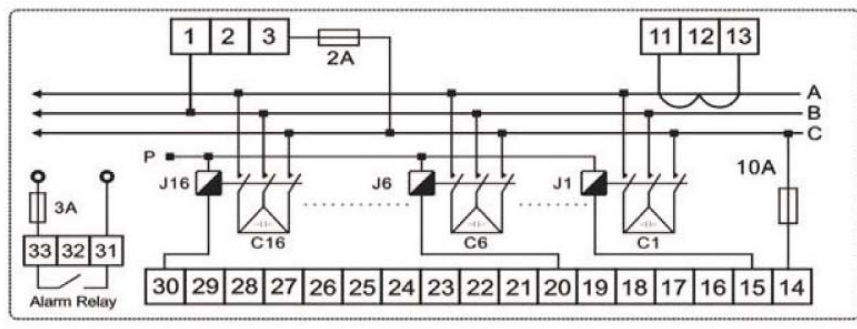 1 2 3
2A
11 12 13
A
B
C
P
10A
J16
J6
J1
3A
C16
C6
C1
33 32 31
Alarm Relay
30 29 28 27 26 25 24 23 22 21 20 19 18 17 16 15 14